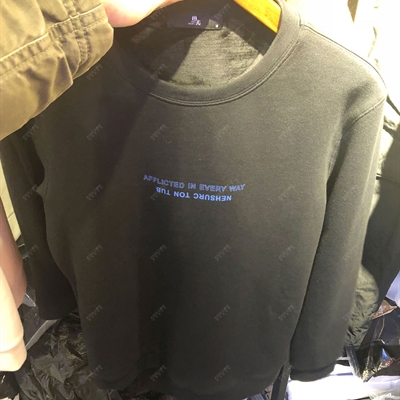 AFFLICTED IN EVERY WAY
NEHSURC TON TUB